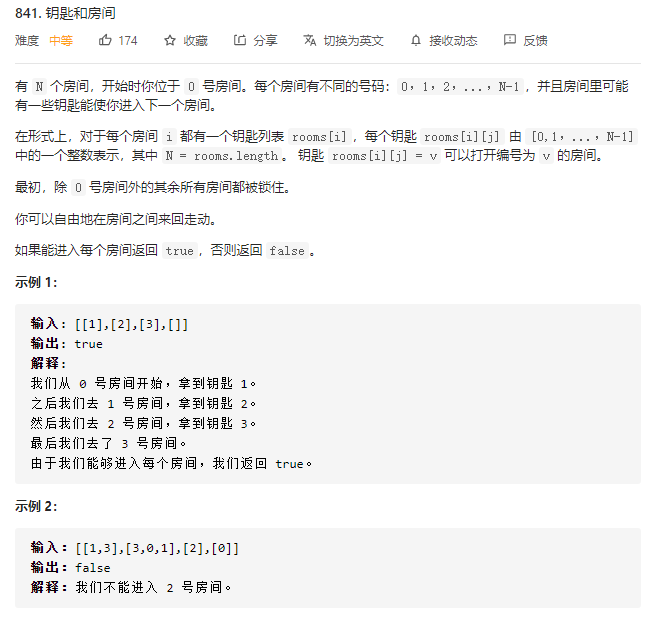 841. 钥匙和房间
难度 中等 174 收藏 分享 切换为英文 接收动态 反馈
有 N 个房间，开始时你位于 0 号房间。每个房间有不同的号码：0，1，2，...，N-1，并且房间里可能
有一些钥匙能使你进入下一个房间。
在形式上，对于每个房间 i 都有一个钥匙列表 rooms[i]，每个钥匙 rooms[i][j] 由 [0,1，...，N-1]
中的一个整数表示，其中 N = rooms.length。 钥匙 rooms[i][j] = v 可以打开编号为 v 的房间。
最初，除 0 号房间外的其余所有房间都被锁住。
你可以自由地在房间之间来回走动。
如果能进入每个房间返回 true，否则返回 false。
示例 1：
输入: [[1],[2],[3],[]]
输出: true
解释:
我们从 0 号房间开始，拿到钥匙 1。
之后我们去 1 号房间，拿到钥匙 2。
然后我们去 2 号房间，拿到钥匙 3。
最后我们去了 3 号房间。
由于我们能够进入每个房间，我们返回 true。
示例 2：
输入：[[1,3],[3,0,1],[2],[0]]
输出：false
解释：我们不能进入 2 号房间。